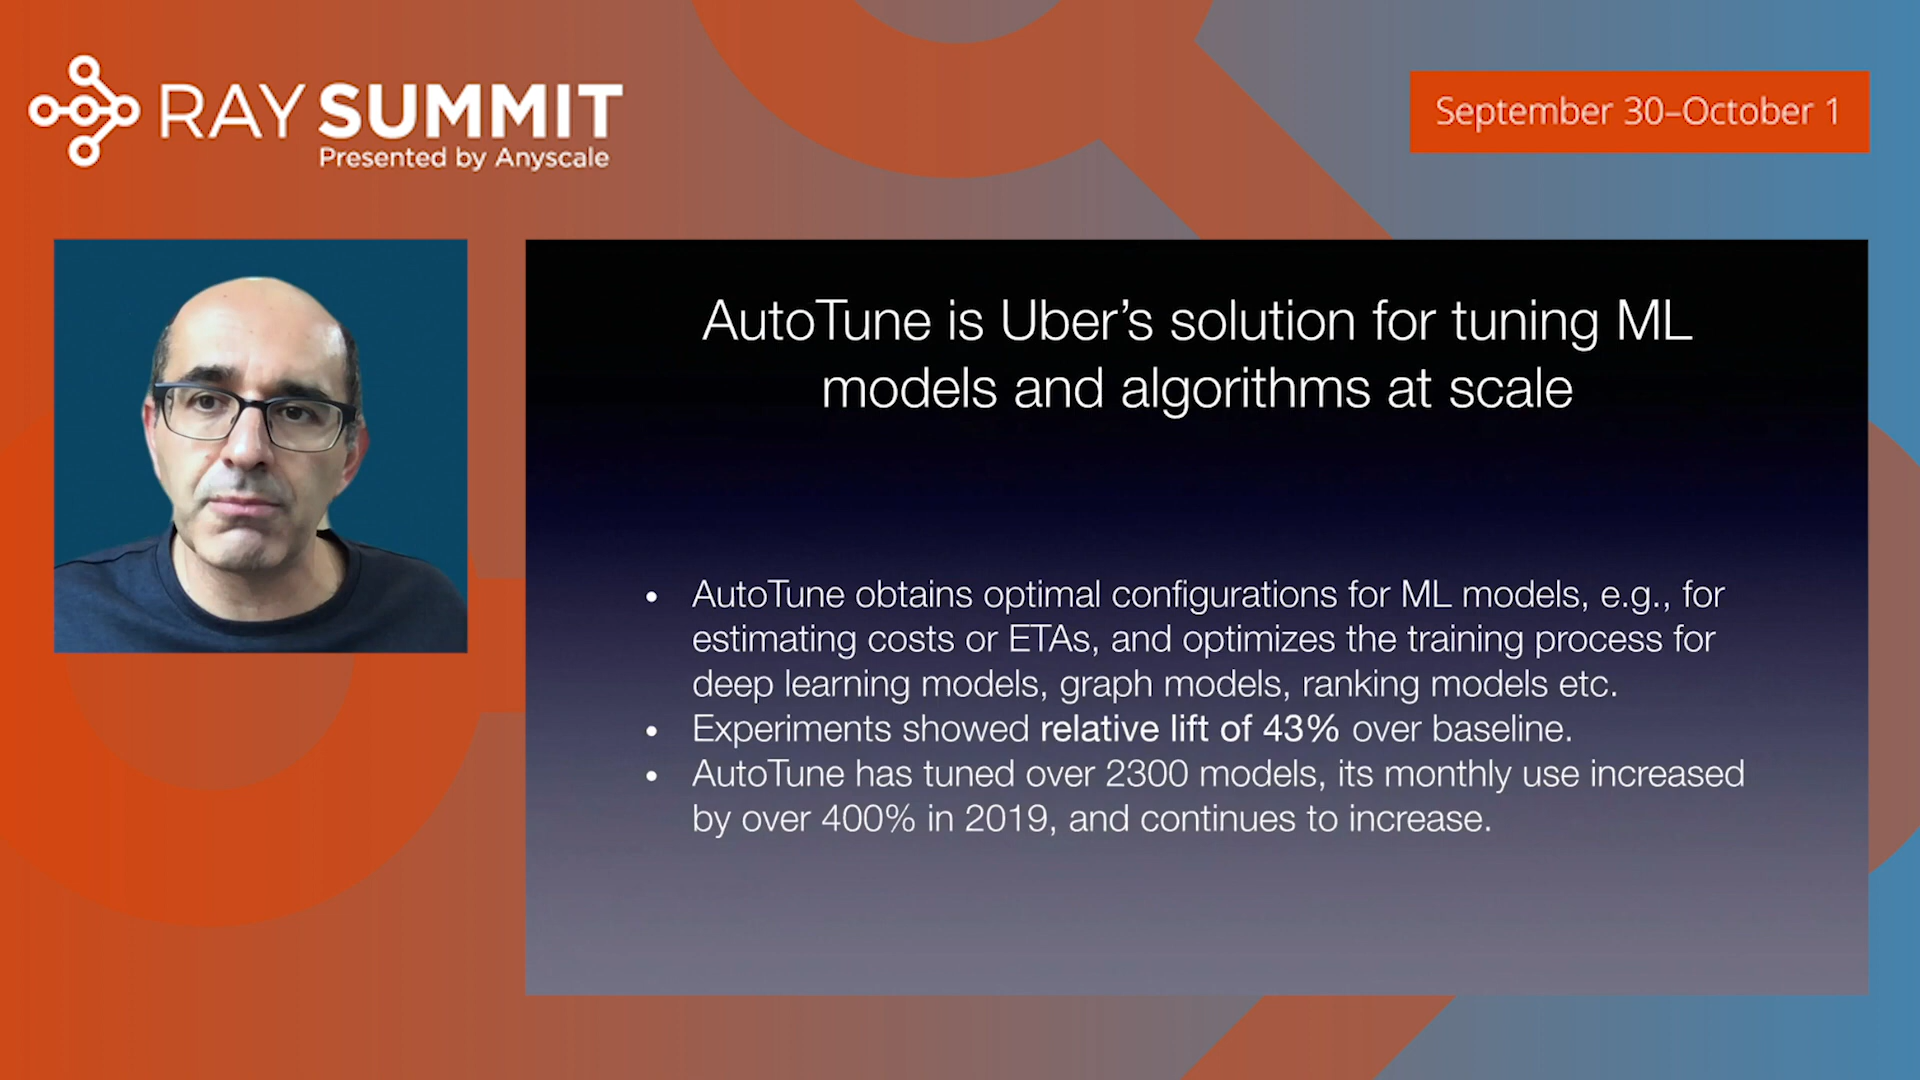 RAY SUMMIT
Presented by Anyscale
September 30–October 1
AutoTune is Uber’s solution for tuning ML
models and algorithms at scale
• AutoTune obtains optimal configurations for ML models, e.g., for
estimating costs or ETAs, and optimizes the training process for
deep learning models, graph models, ranking models etc.
• Experiments showed relative lift of 43% over baseline.
• AutoTune has tuned over 2300 models, its monthly use increased
by over 400% in 2019, and continues to increase.